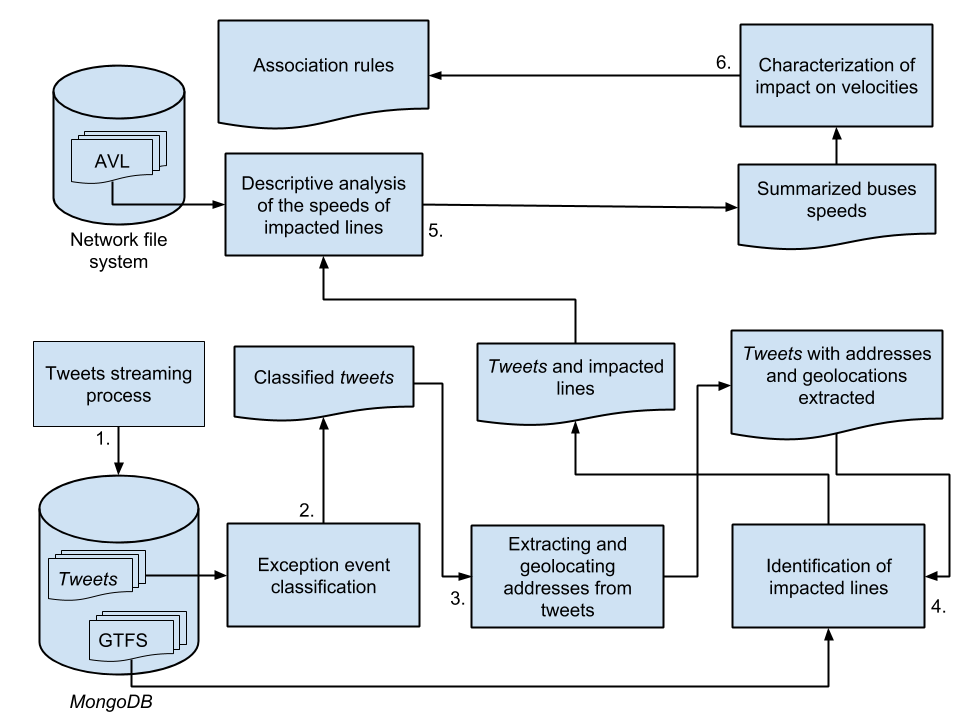 Association rules
6.
Characterization of
impact on velocities
AVL
Network file
system
Descriptive analysis
of the speeds of
impacted lines
5.
Summarized buses
speeds
Tweets streaming
process
1.
Classified tweets
Tweets and impacted
lines
Tweets with addresses
and geolocations
extracted
2.
Tweets
GTFS
MongoDB
Exception event
classification
3.
Extracting and
geolocating
addresses from
tweets
Identification of
impacted lines
4.